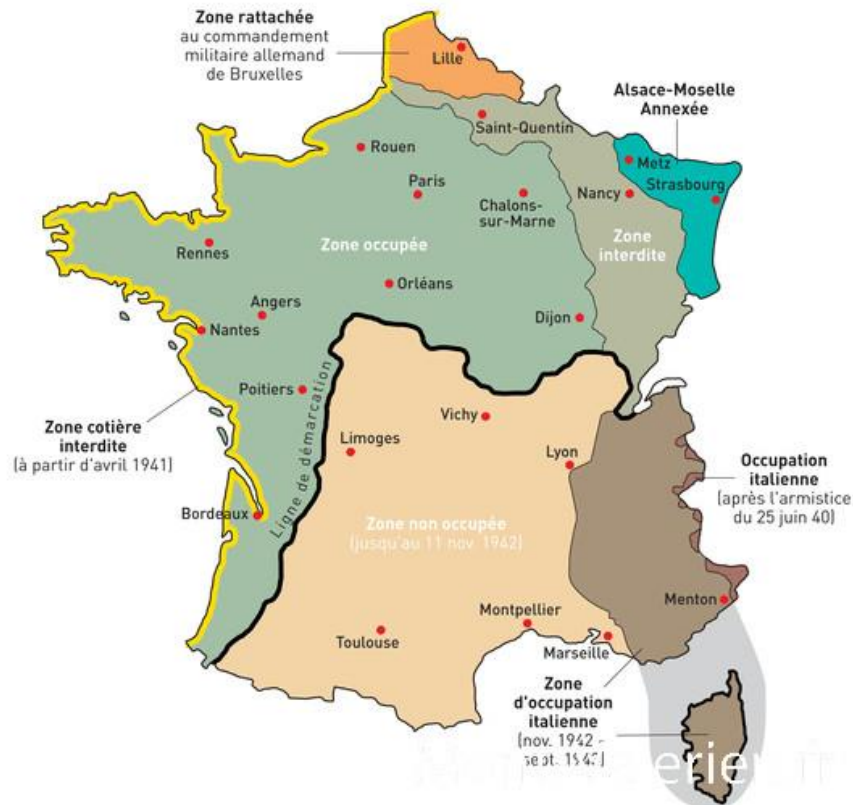 Zone rattachée
au commandement
militaire allemand
de Bruxelles
Lille
Alsace-Moselle
Annexée
Saint-Quentin
Rouen
Metz
Paris
Strasbourg
Nancy
Chalons-
sur-Marne
Zone
interdite
Zone occupée
Rennes
Orléans
Angers
Dijon
Nantes
Poitiers
Ligne de démarcation
Zone cotière
interdite
(à partir d'avril 1941)
Vichy
Limoges
Lyon
Occupation
italienne
(après l'armistice
du 25 juin 40)
Bordeaux
Zone non occupée
(jusqu'au 11 nov. 1942)
Menton
Montpellier
Toulouse
Marseille
Zone
d'occupation
italienne
(nov. 1942 -
sept. 1943)